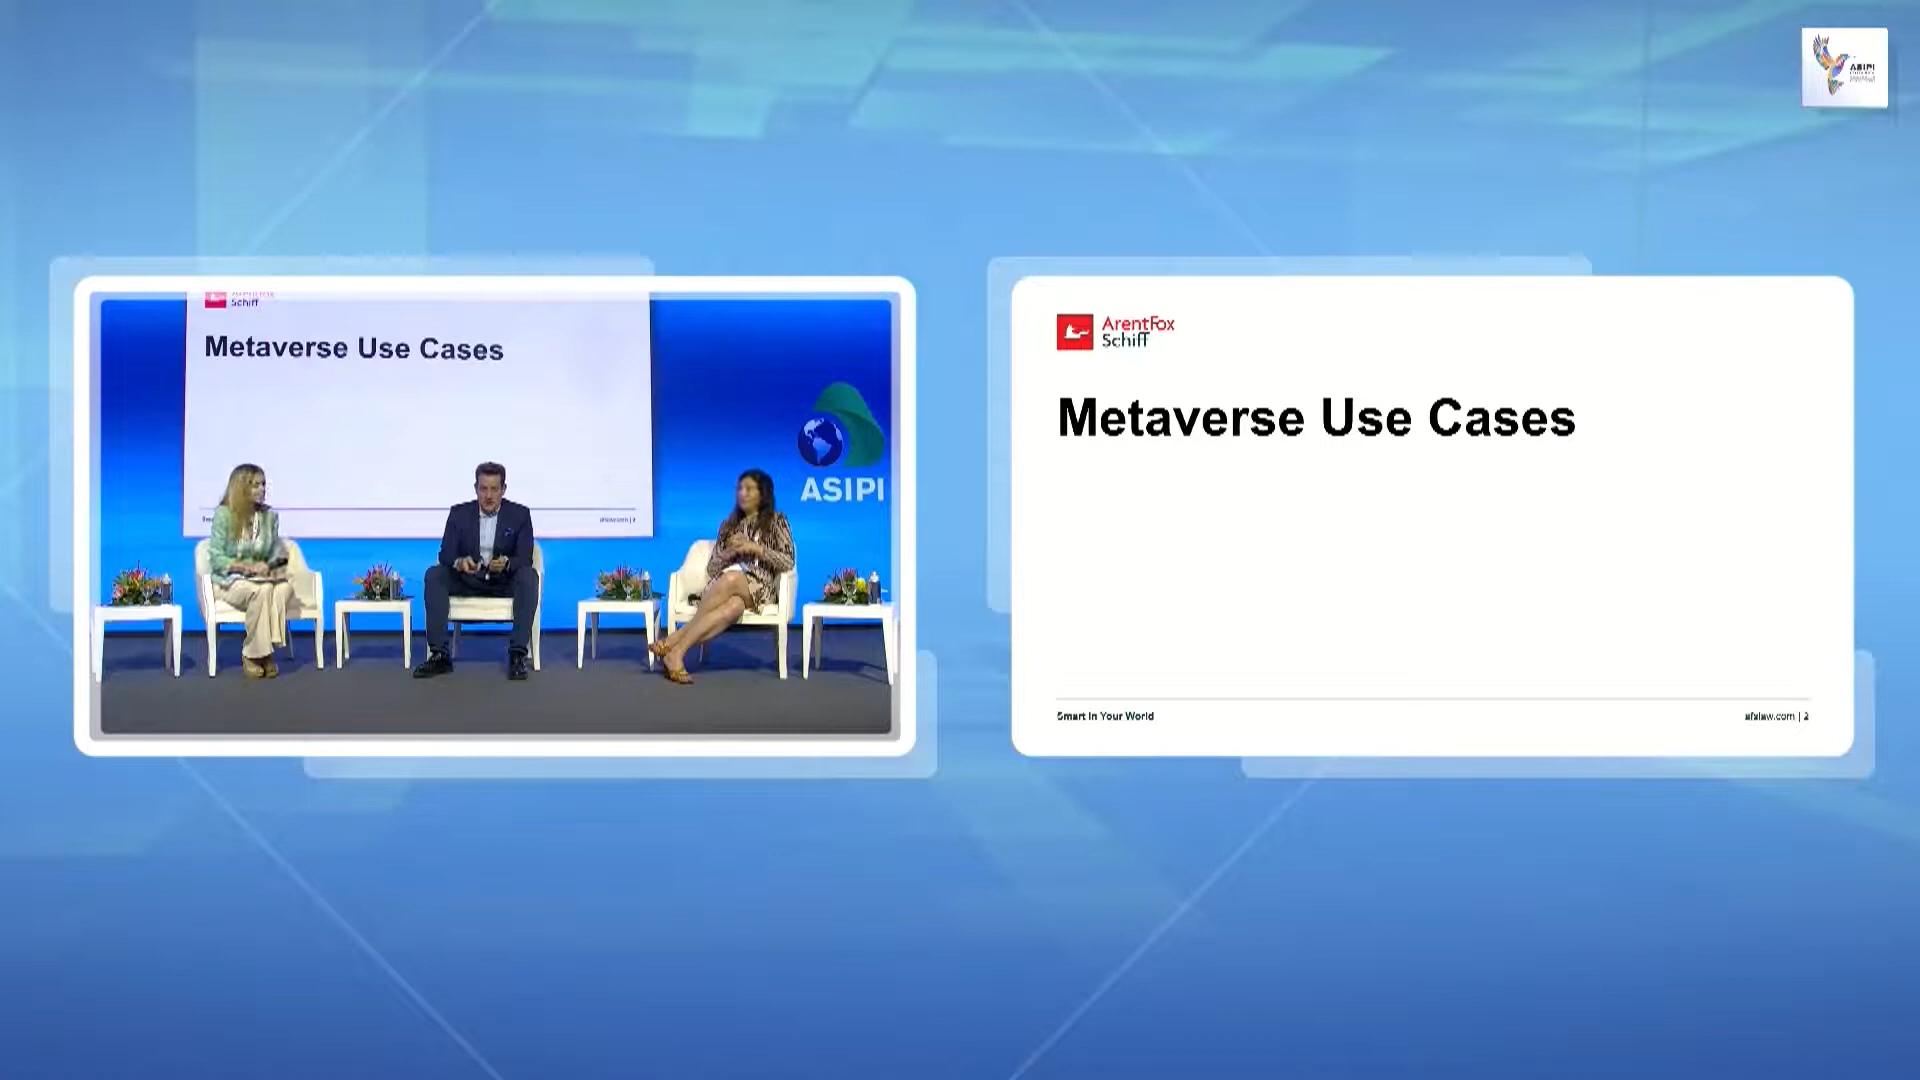 ASIPI
Schiff
Metaverse Use Cases
ASIPI
ArentFox
Schiff
Metaverse Use Cases
Smart In Your World
afslaw.com | 2